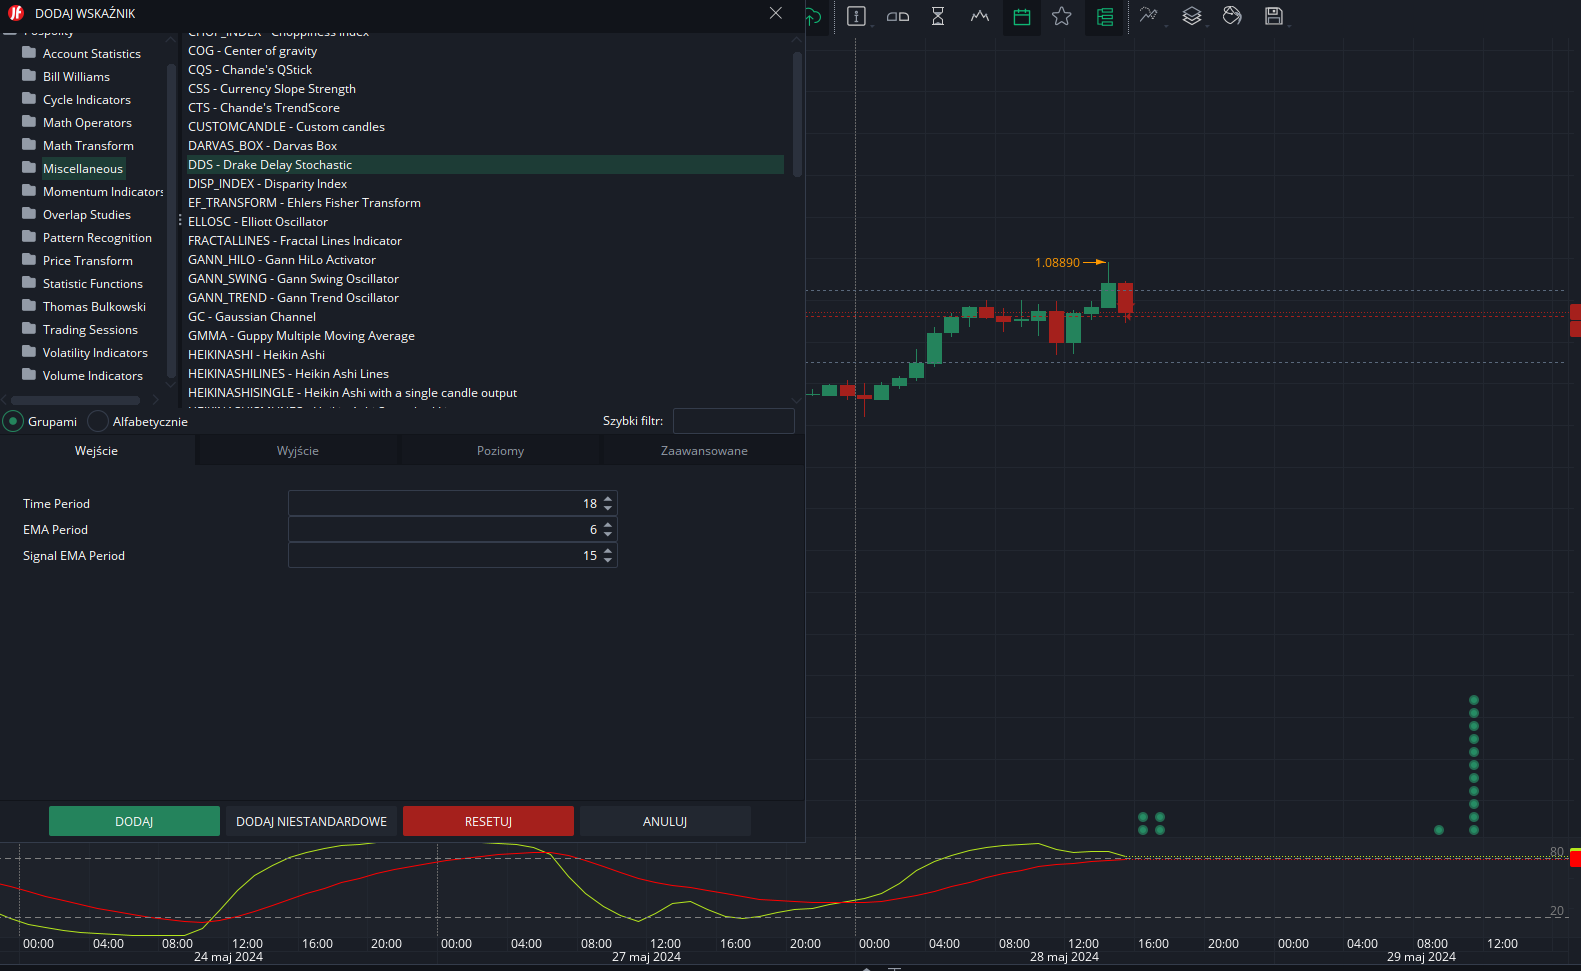 DODAJ WSKAŹNIK
Account Statistics
Bill Williams
Cycle Indicators
Math Operators
Math Transform
Miscellaneous
Momentum Indicators
Overlap Studies
Pattern Recognition
Price Transform
Statistic Functions
Thomas Bulkowski
Trading Sessions
Volatility Indicators
Volume Indicators
CHOP_INDEX - Choppiness Index
COG - Center of gravity
CQS - Chande's QStick
CSS - Currency Slope Strength
CTS - Chande's TrendScore
CUSTOMCANDLE - Custom candles
DARVAS_BOX - Darvas Box
DDS - Drake Delay Stochastic
DISP_INDEX - Disparity Index
EF_TRANSFORM - Ehlers Fisher Transform
ELLOSC - Elliott Oscillator
FRACTALLINES - Fractal Lines Indicator
GANN_HILO - Gann HiLo Activator
GANN_SWING - Gann Swing Oscillator
GANN_TREND - Gann Trend Oscillator
GC - Gaussian Channel
GMMA - Guppy Multiple Moving Average
HEIKINASHI - Heikin Ashi
HEIKINASHILINES - Heikin Ashi Lines
HEIKINASHISINGLE - Heikin Ashi with a single candle output
Grupami Alfabetycznie Szybki filtr:
Wejście Wyjście Poziomy Zaawansowane
Time Period 18
EMA Period 6
Signal EMA Period 15
DODAJ DODAJ NIESTANDARDOWE RESETUJ ANULUJ
1.08890
80
20
00:00 04:00 08:00 12:00 16:00 20:00 00:00 04:00 08:00 12:00 16:00 20:00 00:00 04:00 08:00 12:00 16:00 20:00 00:00 04:00 08:00 12:00
24 maj 2024 27 maj 2024 28 maj 2024 29 maj 2024